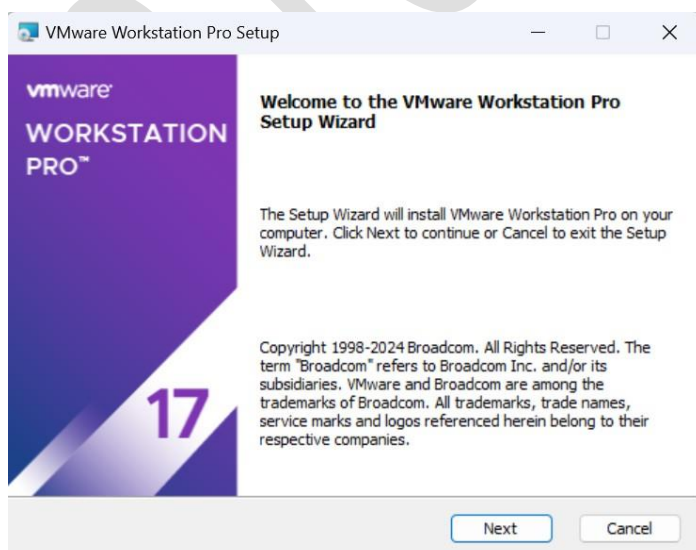 VMware Workstation Pro Setup
vmware
WORKSTATION
PRO™
17
Welcome to the VMware Workstation Pro
Setup Wizard
The Setup Wizard will install VMware Workstation Pro on your
computer. Click Next to continue or Cancel to exit the Setup
Wizard.
Copyright 1998-2024 Broadcom. All Rights Reserved. The
term "Broadcom" refers to Broadcom Inc. and/or its
subsidiaries. VMware and Broadcom are among the
trademarks of Broadcom. All trademarks, trade names,
service marks and logos referenced herein belong to their
respective companies.
Next
Cancel